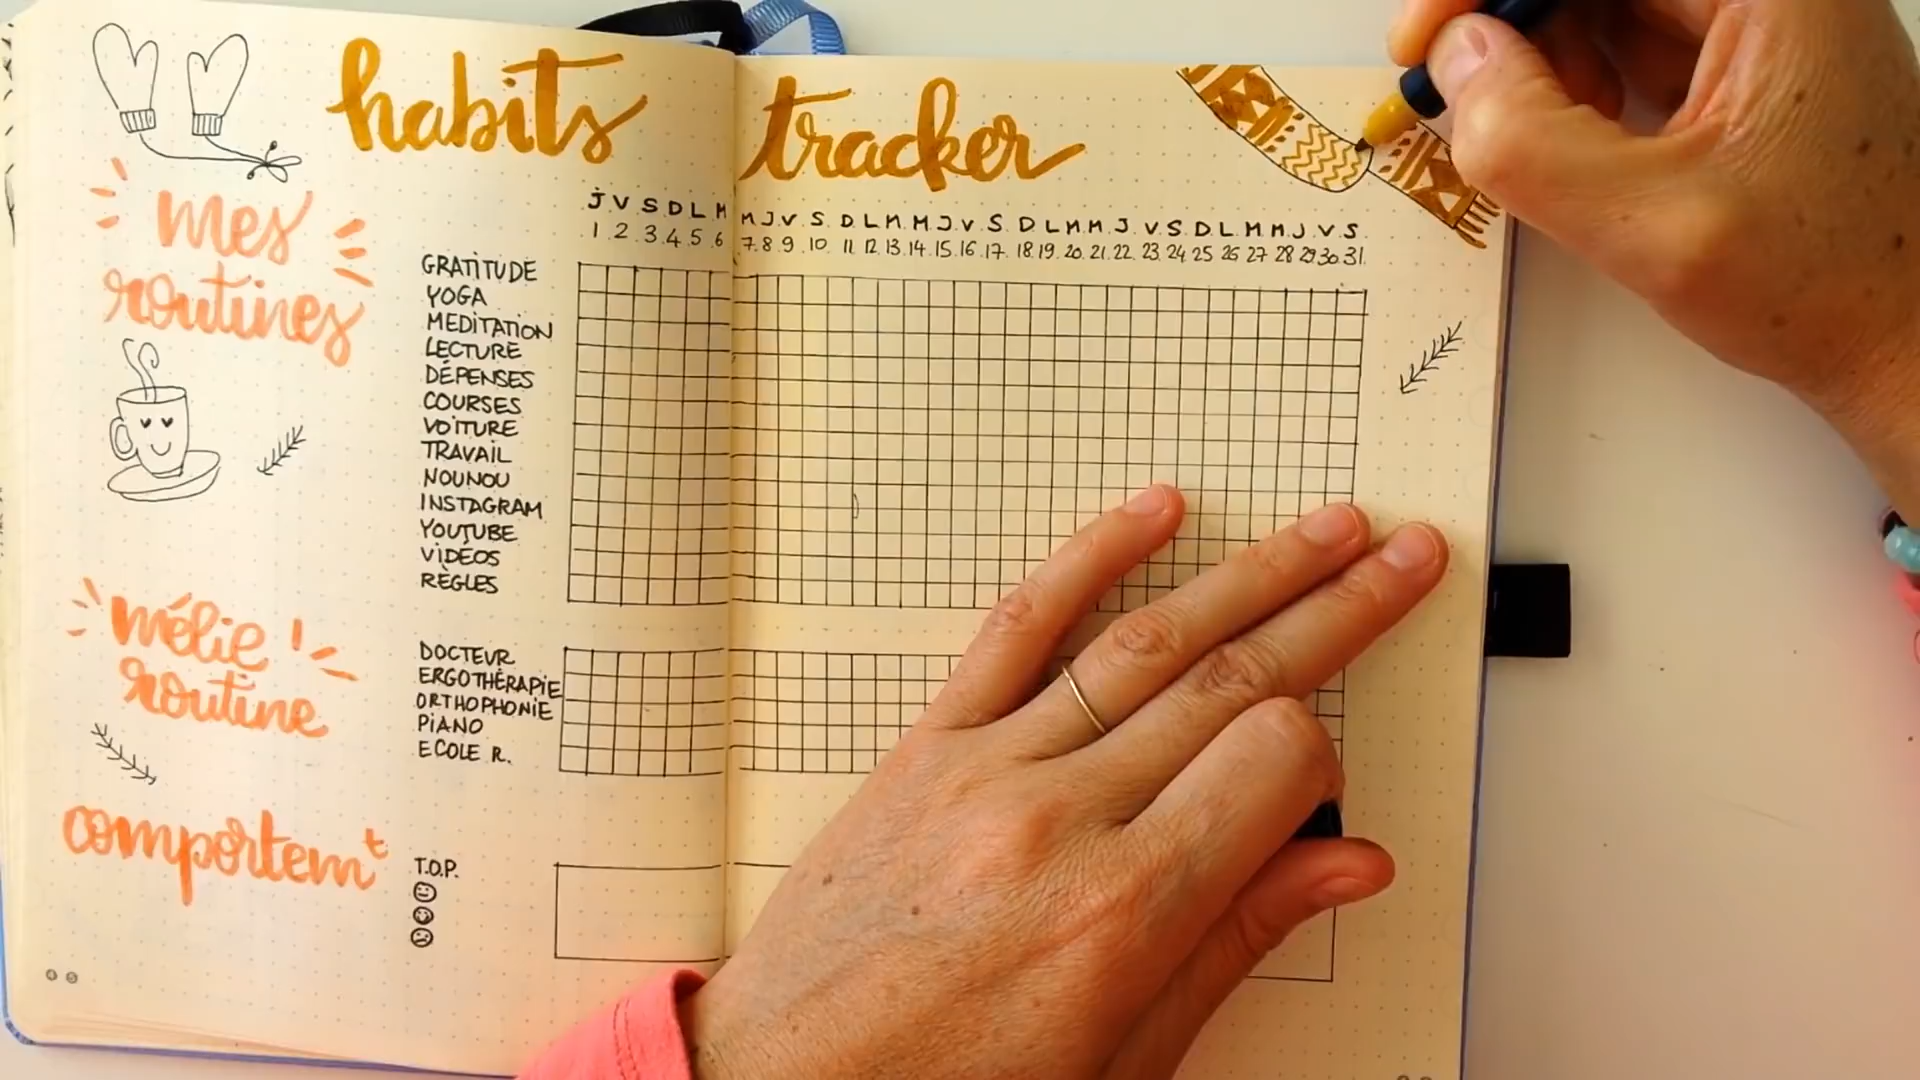 habits tracker
mes
routines
J V S D L M M J V S D L M M J V S D L M M J V S D L M M J V S
1 2 3 4 5 6 7 8 9 10 11 12 13 14 15 16 17 18 19 20 21 22 23 24 25 26 27 28 29 30 31
GRATITUDE
YOGA
MEDITATION
LECTURE
DÉPENSES
COURSES
VOITURE
TRAVAIL
NOUNOU
INSTAGRAM
YOUTUBE
VIDÉOS
RÈGLES
mélie
routine
DOCTEUR
ERGOTHÉRAPIE
ORTHOPHONIE
PIANO
ECOLE R.
comportemt
T.O.P.
45